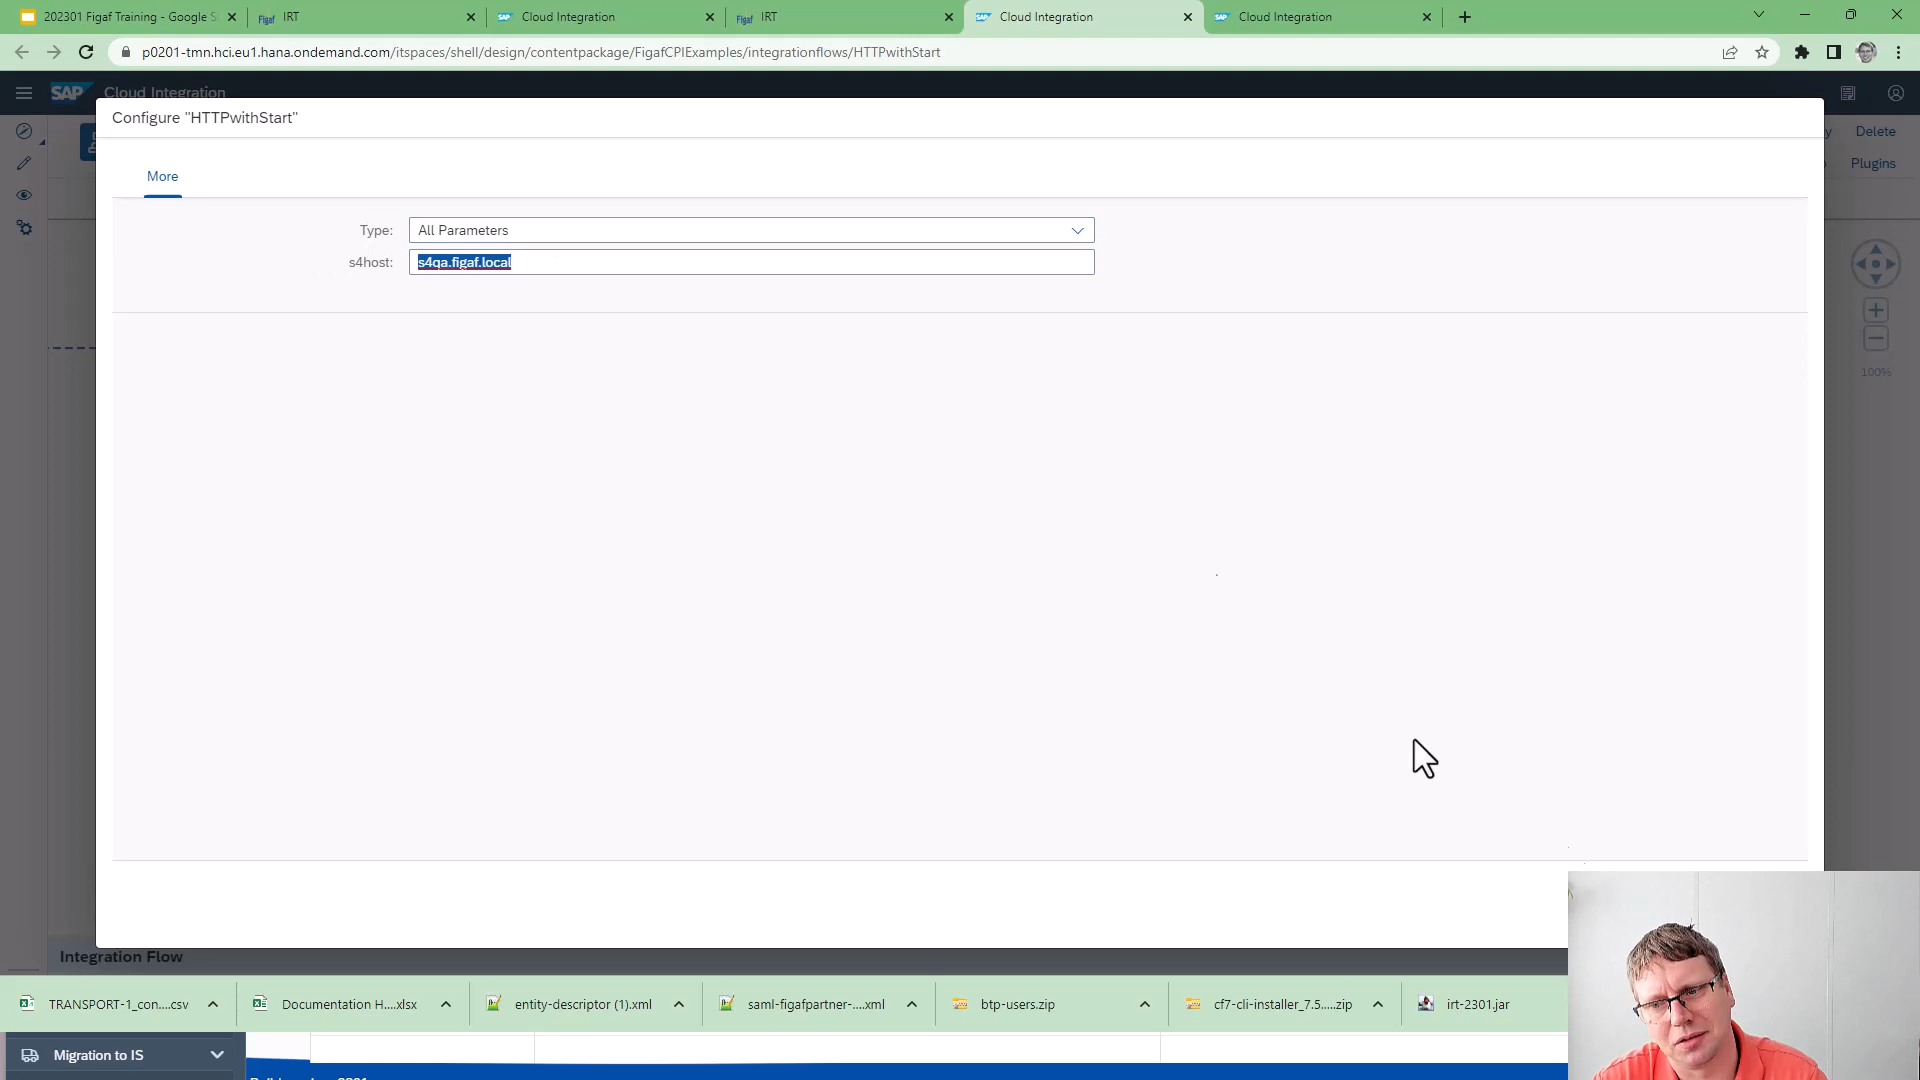 202301 Figaf Training - Google S
Figaf IRT
SAP Cloud Integration
Figaf IRT
SAP Cloud Integration
SAP Cloud Integration
p0201-tmn.hci.eu1.hana.ondemand.com/itspaces/shell/design/contentpackage/FigafCPIExamples/integrationflows/HTTPwithStart
SAP Cloud Integration
Configure "HTTPwithStart"
Delete
More
Plugins
Type: All Parameters
s4host: s4qa.figaf.local
100%
Integration Flow
TRANSPORT-1_con....csv
Documentation H....xlsx
entity-descriptor (1).xml
saml-figafpartner-....xml
btp-users.zip
cf7-cli-installer_7.5.....zip
irt-2301.jar
Migration to IS